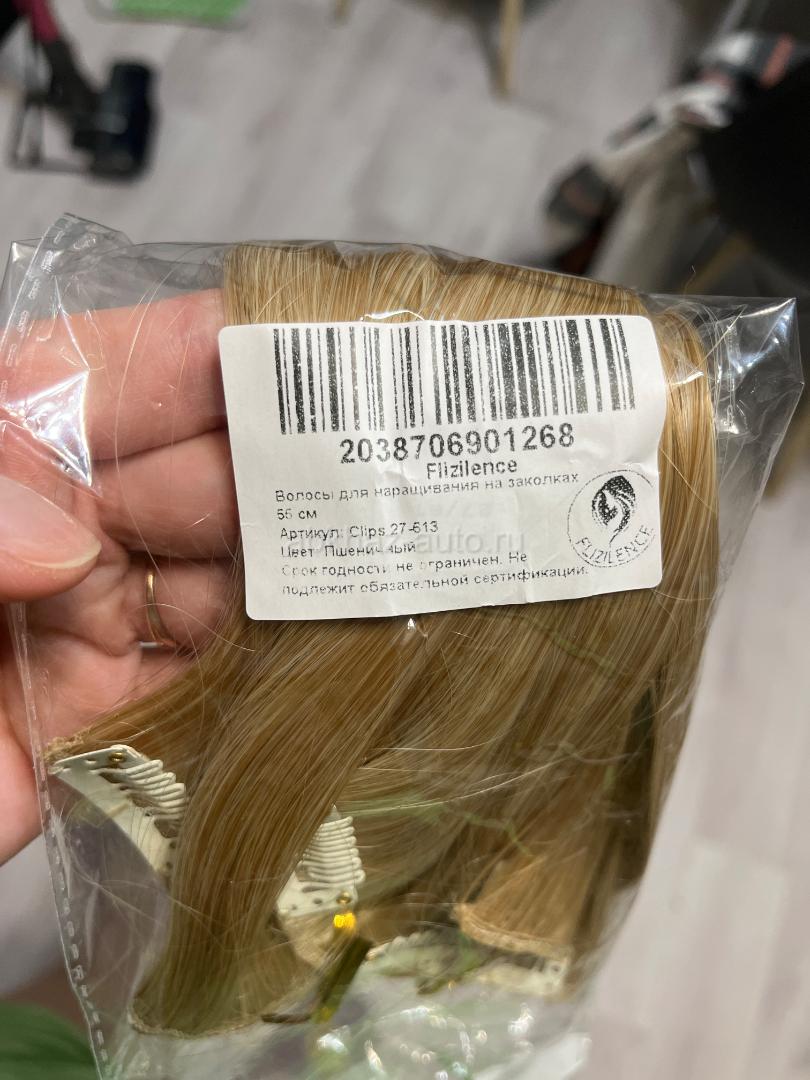 2038706901268
Flizilence
Волосы для наращивания на заколках
55 см
Артикул: Clips 27-613
Цвет: Пшеничный
Срок годности не ограничен. Не
подлежит обязательной сертификации.
FLIZILENCE